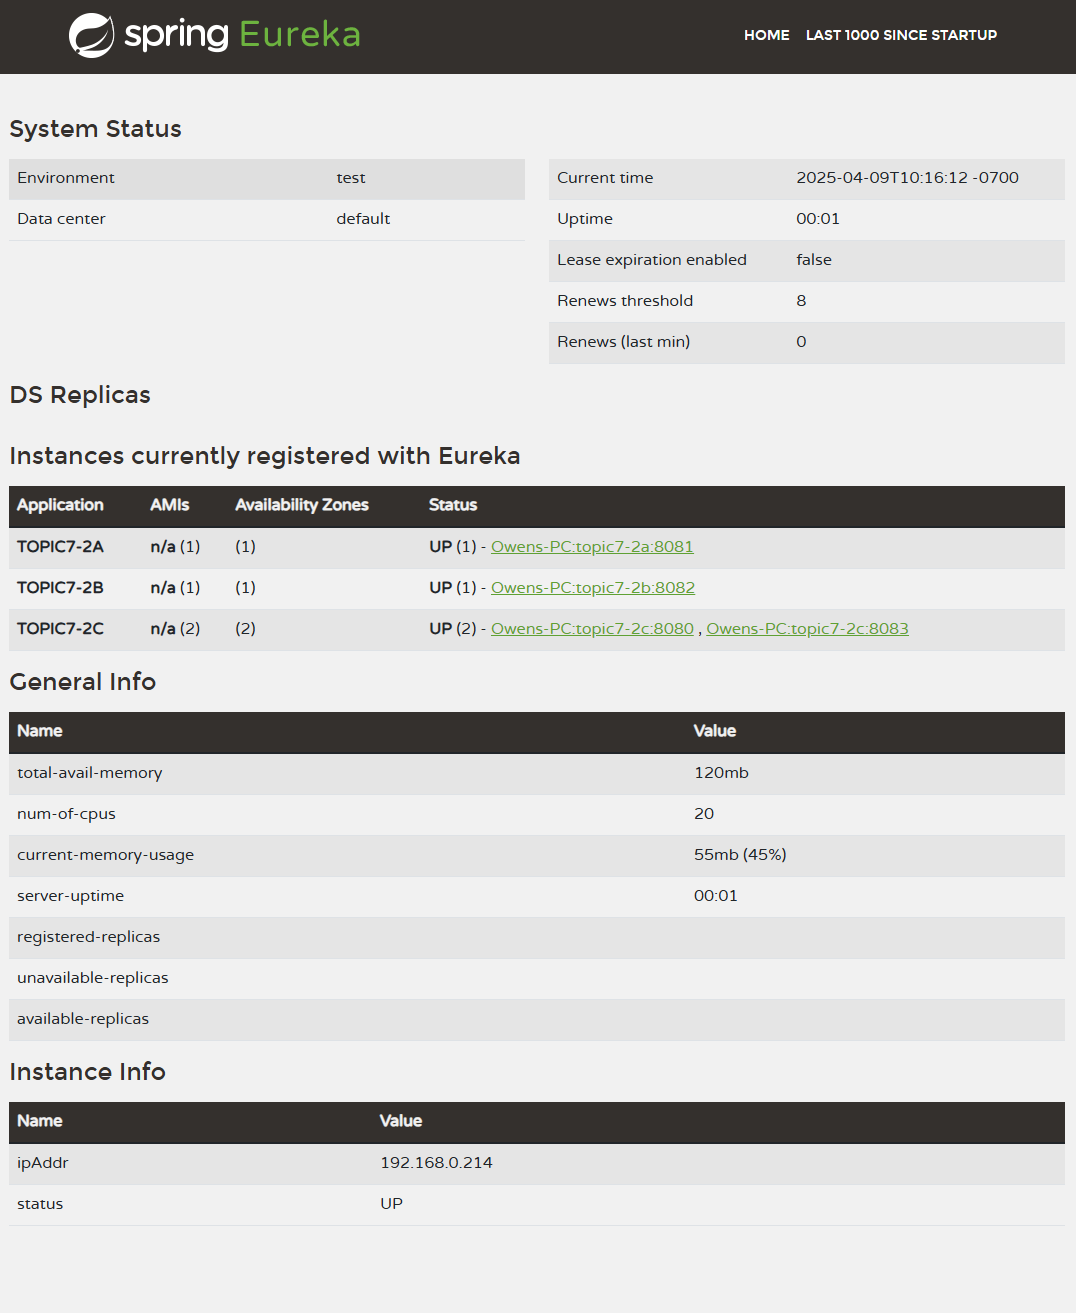 spring Eureka
HOME LAST 1000 SINCE STARTUP
System Status
Environment test
Data center default
Current time 2025-04-09T10:16:12 -0700
Uptime 00:01
Lease expiration enabled false
Renews threshold 8
Renews (last min) 0
DS Replicas
Instances currently registered with Eureka
Application AMIs Availability Zones Status
TOPIC7-2A n/a (1) (1) UP (1) - Owens-PC:topic7-2a:8081
TOPIC7-2B n/a (1) (1) UP (1) - Owens-PC:topic7-2b:8082
TOPIC7-2C n/a (2) (2) UP (2) - Owens-PC:topic7-2c:8080 , Owens-PC:topic7-2c:8083
General Info
Name Value
total-avail-memory 120mb
num-of-cpus 20
current-memory-usage 55mb (45%)
server-uptime 00:01
registered-replicas
unavailable-replicas
available-replicas
Instance Info
Name Value
ipAddr 192.168.0.214
status UP